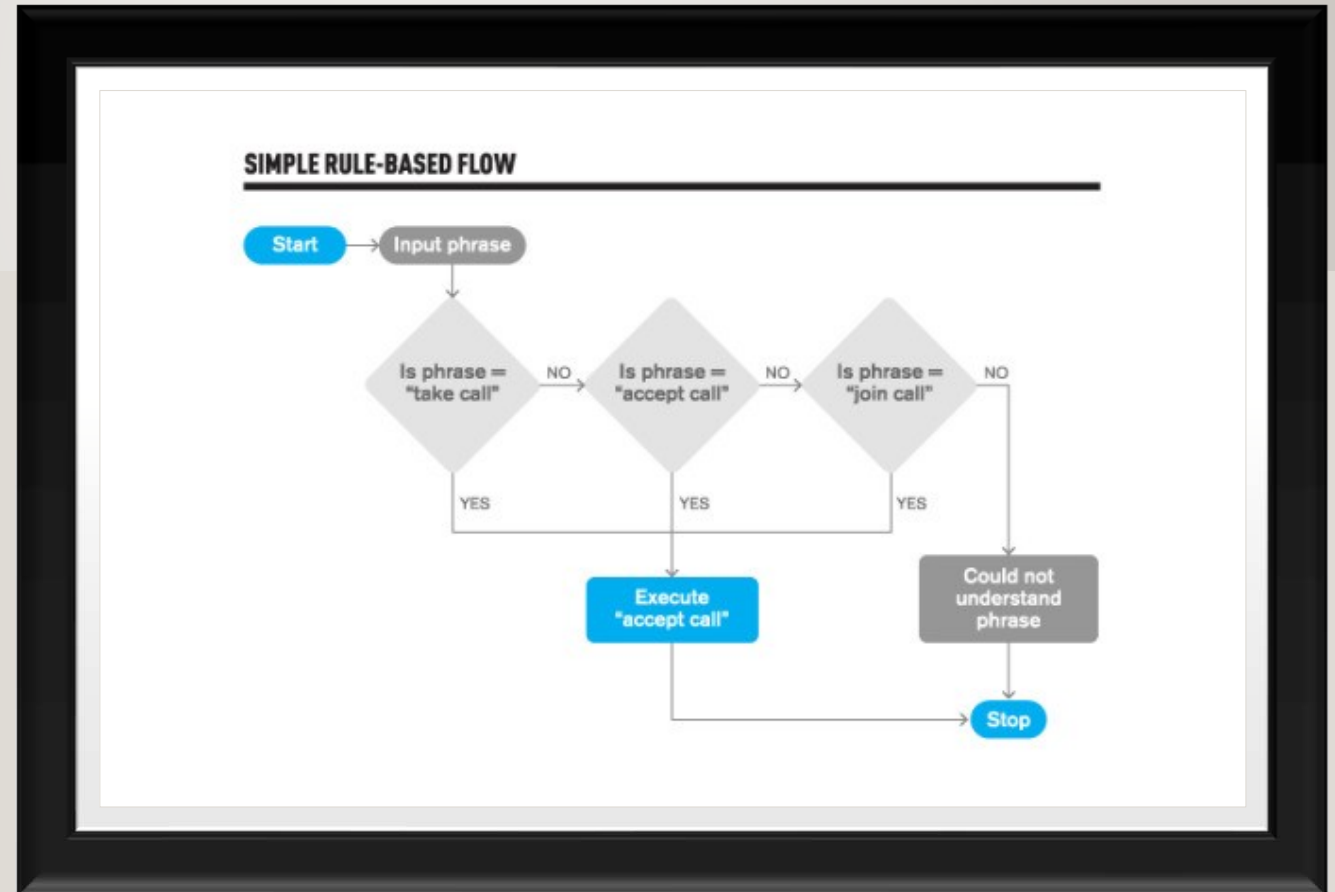 SIMPLE RULE-BASED FLOW
Start
Input phrase
Is phrase =
“take call”
NO
Is phrase =
“accept call”
NO
Is phrase =
“join call”
NO
YES
YES
YES
Execute
“accept call”
Could not
understand
phrase
Stop